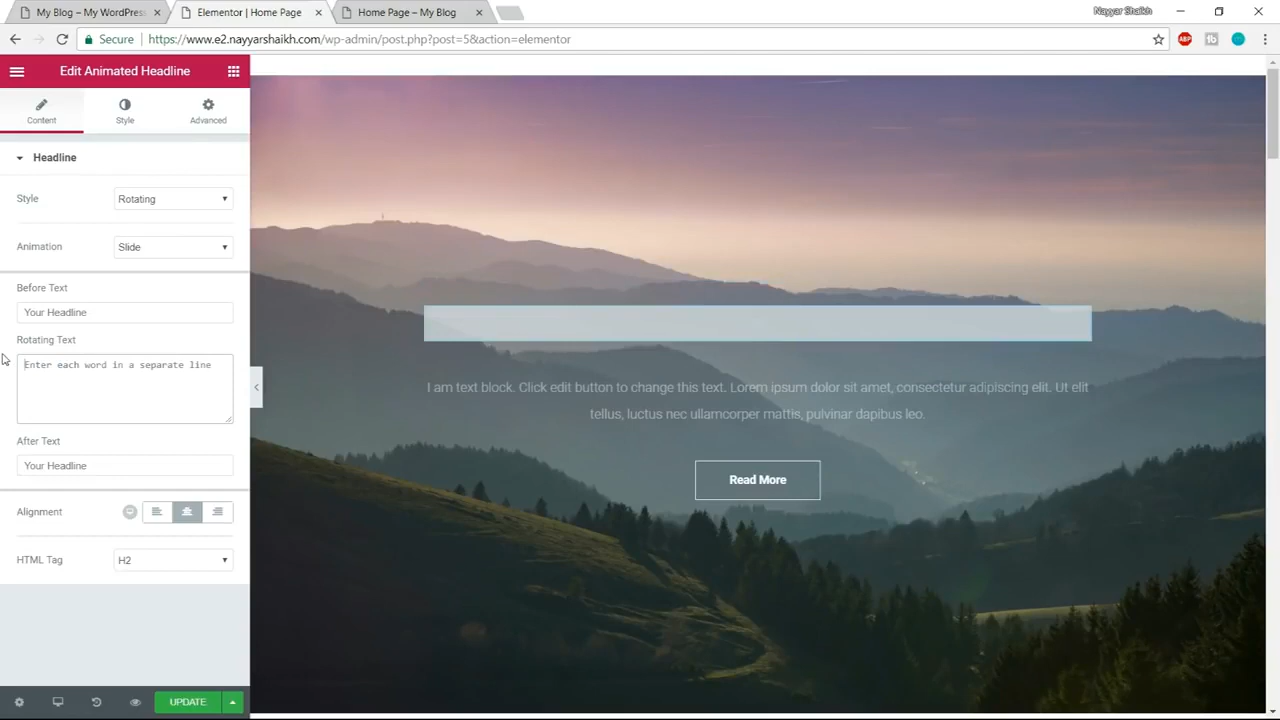 My Blog – My WordPress
Elementor | Home Page
Home Page – My Blog
Nayyar Shaikh
Secure
https://www.e2.nayyarshaikh.com/wp-admin/post.php?post=5&action=elementor
ABP
Edit Animated Headline
Content
Style
Advanced
Headline
Style
Rotating
Animation
Slide
Before Text
Your Headline
Rotating Text
Enter each word in a separate line
After Text
Your Headline
Alignment
HTML Tag
H2
UPDATE
I am text block. Click edit button to change this text. Lorem ipsum dolor sit amet, consectetur adipiscing elit. Ut elit
tellus, luctus nec ullamcorper mattis, pulvinar dapibus leo.
Read More